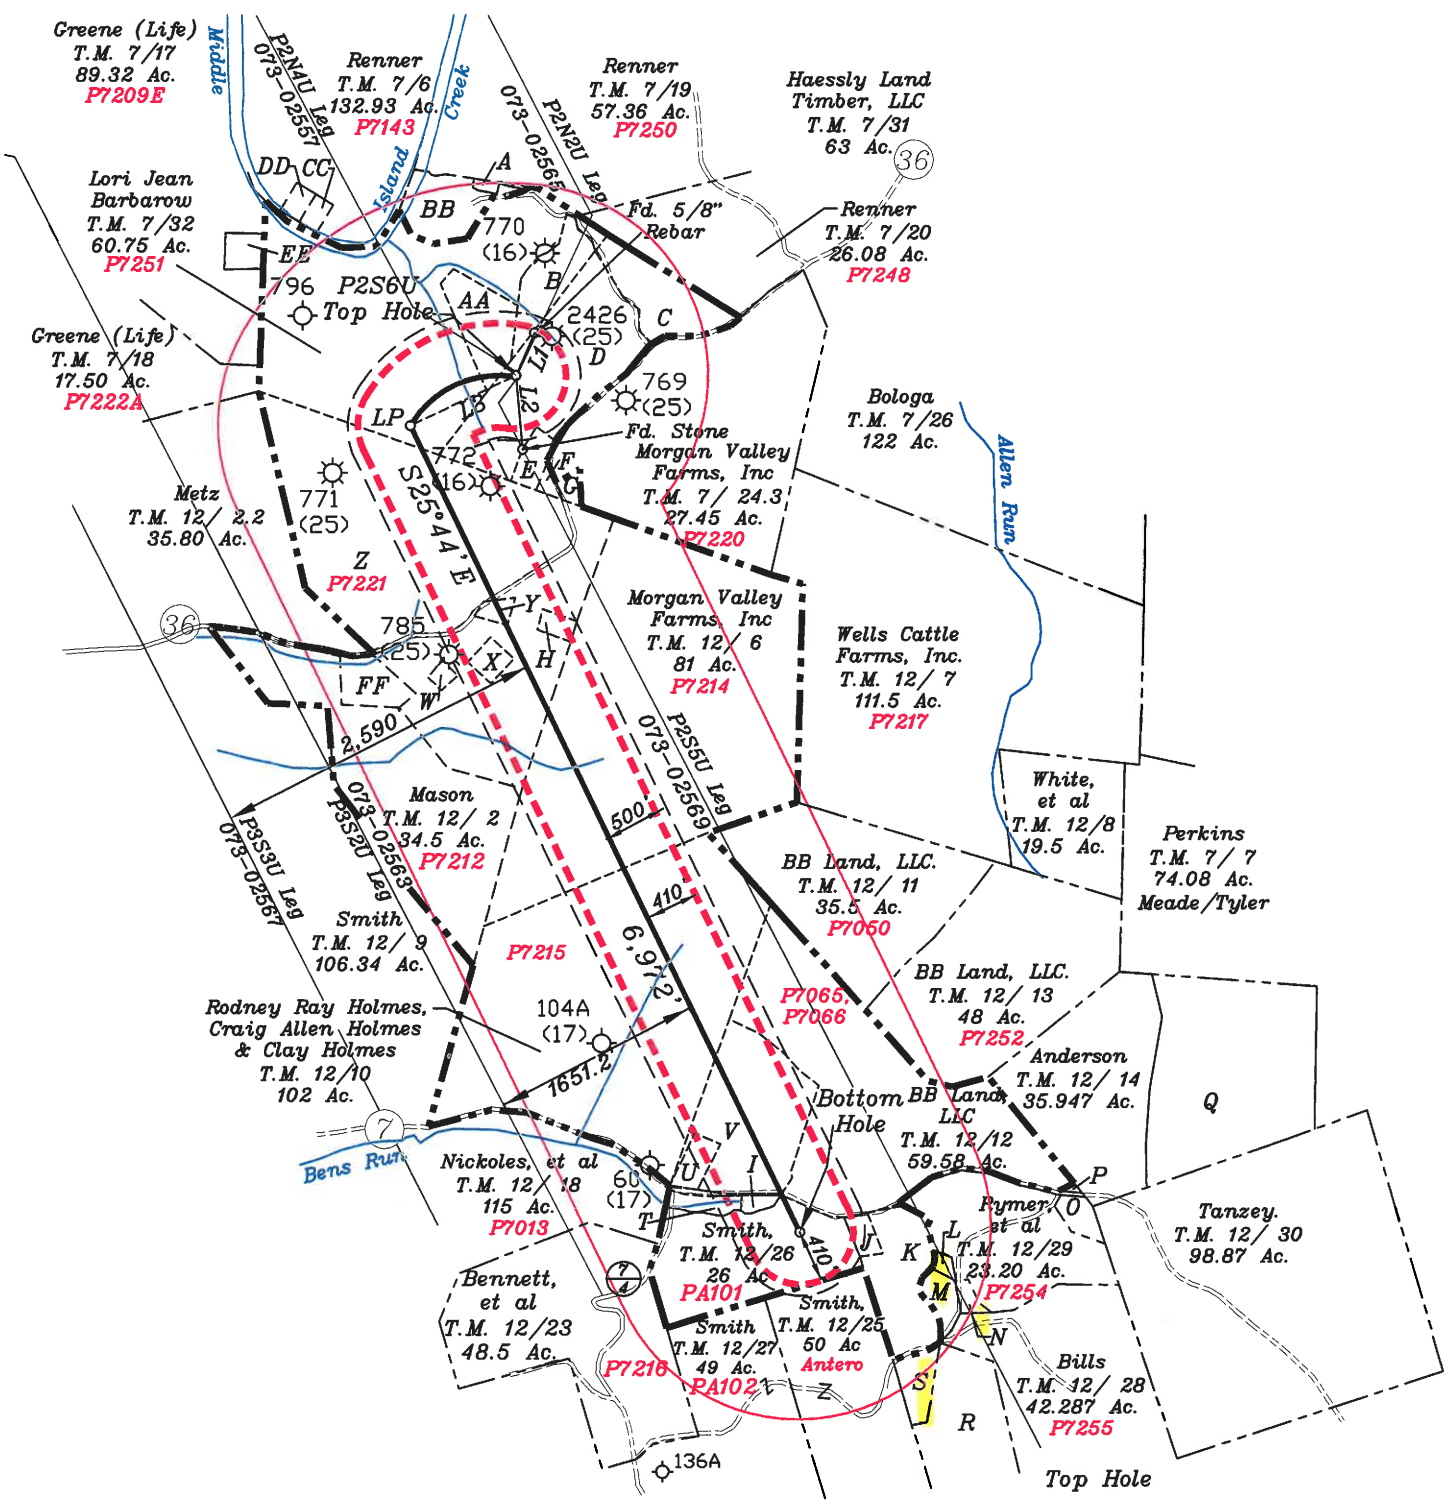 Greene (Life)
T.M. 7/17
89.32 Ac.
P7209E
Middle
Island
Creek
P2N4U Leg
073-02557
Renner
T.M. 7/6
132.93 Ac.
P7143
P2N2U Leg
073-02565
Renner
T.M. 7/19
57.36 Ac.
P7250
Haessly Land
Timber, LLC
T.M. 7/31
63 Ac.
36
Lori Jean
Barbarow
T.M. 7/32
60.75 Ac.
P7251
DD
CC
EE
A
BB
770
(16)
B
Fd. 5/8"
Rebar
Renner
T.M. 7/20
26.08 Ac.
P7248
796
P2S6U
Top Hole
AA
2426
(25)
C
D
L1
L2
L3
LP
Greene (Life)
T.M. 7/18
17.50 Ac.
P7222A
769
(25)
Fd. Stone
Bologa
T.M. 7/26
122 Ac.
Allen Run
Morgan Valley
Farms, Inc
T.M. 7/ 24.3
27.45 Ac.
P7220
772
(16)
E
F
G
771
(25)
Metz
T.M. 12/ 2.2
35.80 Ac.
S25°44' E
Z
P7221
36
785
(25)
Y
H
X
W
FF
Morgan Valley
Farms, Inc
T.M. 12/ 6
81 Ac.
P7214
Wells Cattle
Farms, Inc.
T.M. 12/ 7
111.5 Ac.
P7217
2,590
P2S5U Leg
073-02569
White,
et al
T.M. 12/8
19.5 Ac.
Mason
T.M. 12/ 2
34.5 Ac.
P7212
500'
073-02563
P3S2U Leg
P3S3U Leg
073-02567
Perkins
T.M. 7/ 7
74.08 Ac.
Meade/Tyler
BB Land, LLC.
T.M. 12/ 11
35.5 Ac.
P7060
410'
Smith
T.M. 12/ 9
106.34 Ac.
P7215
6,972'
BB Land, LLC.
T.M. 12/ 13
48 Ac.
P7252
P7065,
P7066
Rodney Ray Holmes,
Craig Allen Holmes
& Clay Holmes
T.M. 12/10
102 Ac.
104A
(17)
1651.2
Anderson
T.M. 12/ 14
35.947 Ac.
Q
7
Bens Run
Bottom
Hole
BB Land,
LLC
T.M. 12/12
59.58 Ac.
Nickoles, et al
T.M. 12/ 18
115 Ac.
P7013
60
(17)
U
V
I
T
P
O
Smith,
T.M. 12/26
26 Ac
PA101
410'
J
K
L
M
N
Pymer,
et al
T.M. 12/29
23.20 Ac.
P7254
Tanzey.
T.M. 12/ 30
98.87 Ac.
7
4
Bennett,
et al
T.M. 12/23
48.5 Ac.
Smith
T.M. 12/27
49 Ac.
PA102
P7216
Smith,
T.M. 12/25
50 Ac
Antero
Z
Z
S
R
Bills
T.M. 12/ 28
42.287 Ac.
P7255
136A
Top Hole